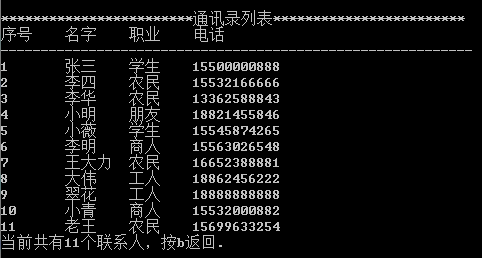 ************************通讯录列表************************
序号 名字 职业 电话
------------------------------------------------------------
1 张三 学生 15500000888
2 李四 农民 15532166666
3 李华 农民 13362588843
4 小明 朋友 18821455846
5 小薇 学生 15545874265
6 李明 商人 15563026548
7 王大力 农民 16652388881
8 大伟 工人 18862456222
9 翠花 工人 18888888888
10 小青 商人 15532000882
11 老王 农民 15699633254
当前共有11个联系人，按b返回.